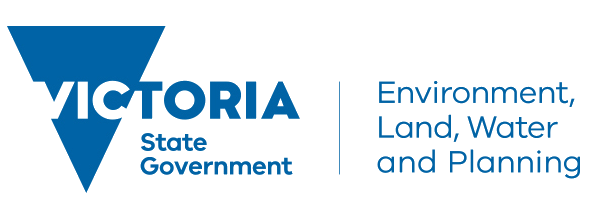 VICTORIA
State
Government
Environment,
Land, Water
and Planning